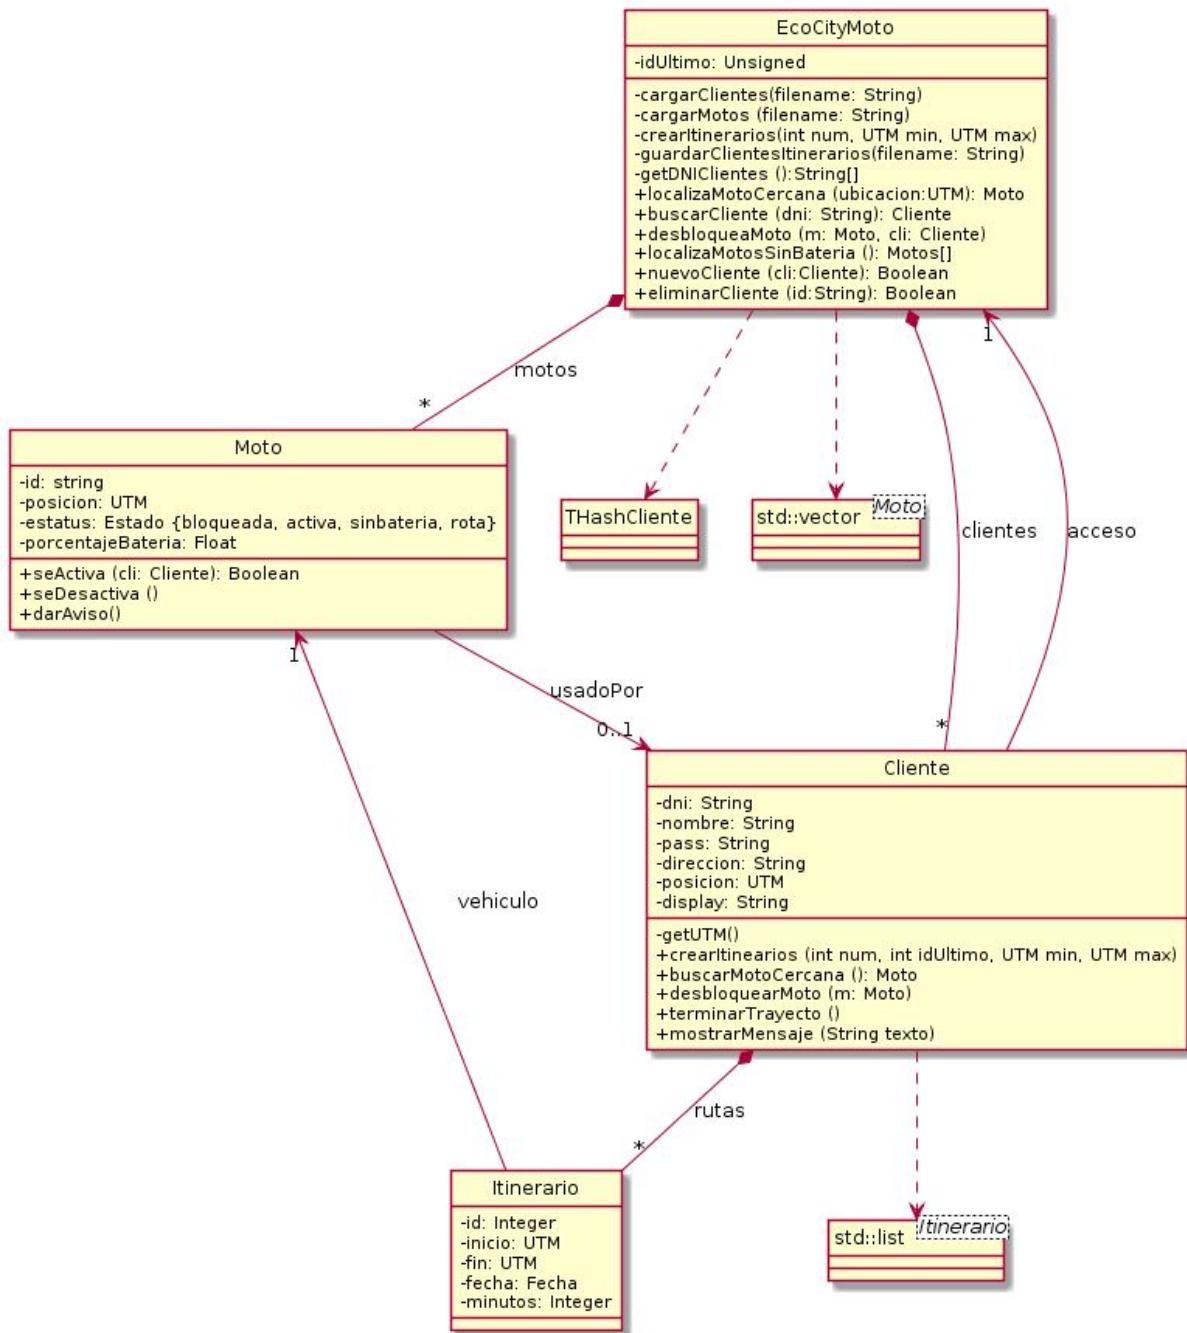 EcoCityMoto
-idUltimo: Unsigned
-cargarClientes(filename: String)
-cargarMotos (filename: String)
-crearItinerarios(int num, UTM min, UTM max)
-guardarClientesItinerarios(filename: String)
-getDNIClientes ():String[]
+localizaMotoCercana (ubicacion:UTM): Moto
+buscarCliente (dni: String): Cliente
+desbloqueaMoto (m: Moto, cli: Cliente)
+localizaMotosSinBateria (): Motos[]
+nuevoCliente (cli:Cliente): Boolean
+eliminarCliente (id:String): Boolean
1
motos
*
Moto
-id: string
-posicion: UTM
-estatus: Estado {bloqueada, activa, sinbateria, rota}
-porcentajeBateria: Float
+seActiva (cli: Cliente): Boolean
+seDesactiva ()
+darAviso()
THashCliente
std::vector
Moto
clientes
acceso
1
usadoPor
0..1
*
Cliente
-dni: String
-nombre: String
-pass: String
-direccion: String
-posicion: UTM
-display: String
-getUTM()
+crearItinearios (int num, int idUltimo, UTM min, UTM max)
+buscarMotoCercana (): Moto
+desbloquearMoto (m: Moto)
+terminarTrayecto ()
+mostrarMensaje (String texto)
vehiculo
rutas
*
Itinerario
-id: Integer
-inicio: UTM
-fin: UTM
-fecha: Fecha
-minutos: Integer
std::list
Itinerario